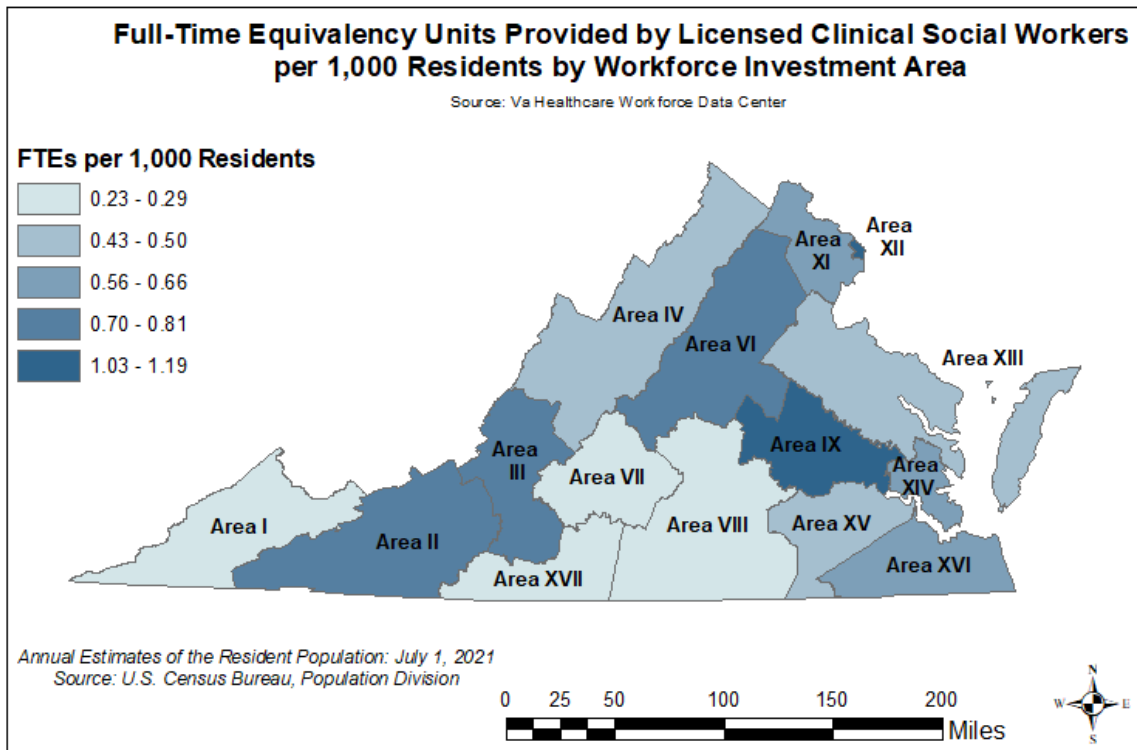 Full-Time Equivalency Units Provided by Licensed Clinical Social Workers
per 1,000 Residents by Workforce Investment Area
Source: Va Healthcare Workforce Data Center
FTEs per 1,000 Residents
0.23 - 0.29
0.43 - 0.50
0.56 - 0.66
0.70 - 0.81
1.03 - 1.19
Area
XII
Area
XI
Area IV
Area VI
Area XIII
Area IX
Area
III
Area VII
Area
XIV
Area I
Area II
Area VIII
Area XV
Area XVII
Area XVI
Annual Estimates of the Resident Population: July 1, 2021
Source: U.S. Census Bureau, Population Division
0 25 50 100 150 200
Miles
N
W E
S